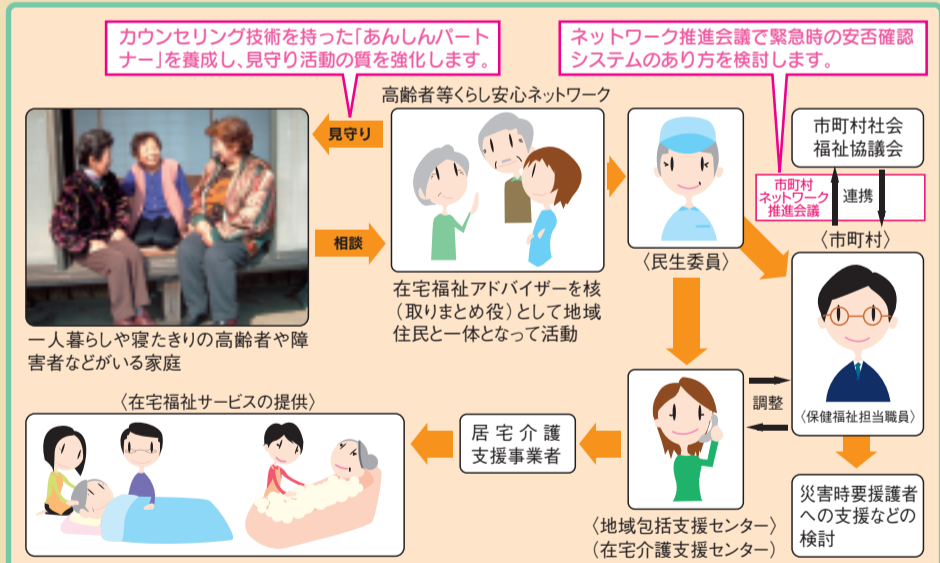 カウンセリング技術を持った「あんしんパート
ナー」を養成し、見守り活動の質を強化します。
ネットワーク推進会議で緊急時の安否確認
システムのあり方を検討します。
高齢者等くらし安心ネットワーク
見守り
相談
市町村社会
福祉協議会
市町村
ネットワーク
推進会議
連携
〈市町村〉
〈民生委員〉
在宅福祉アドバイザーを核
（取りまとめ役）として地域
住民と一体となって活動
一人暮らしや寝たきりの高齢者や障
害者などがいる家庭
〈在宅福祉サービスの提供〉
居宅介護
支援事業者
調整
〈保健福祉担当職員〉
〈地域包括支援センター〉
（在宅介護支援センター）
災害時要援護者
への支援などの
検討